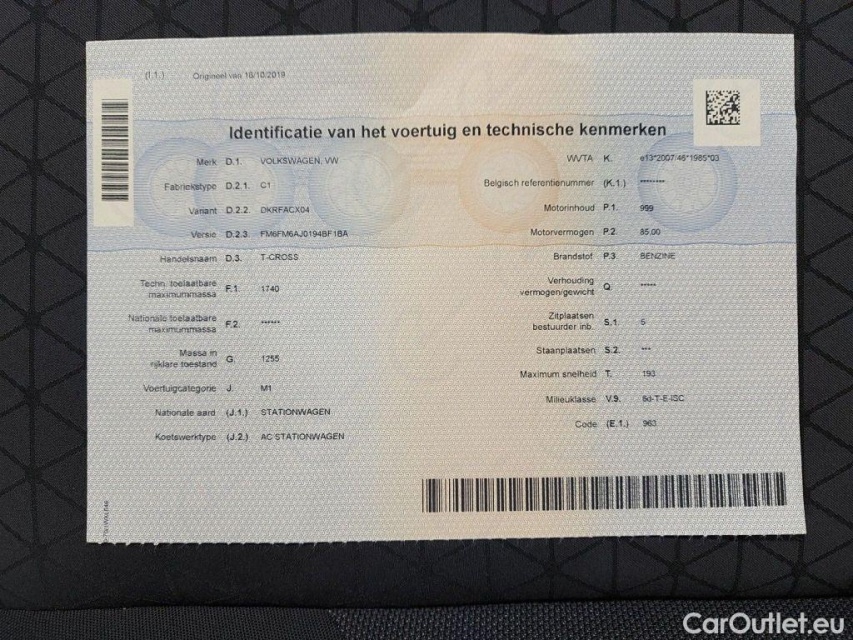 (I.1.) Origineel van 16/10/2019
Identificatie van het voertuig en technische kenmerken
Merk D.1. VOLKSWAGEN, VW
Fabriekstype D.2.1. C1
Variant D.2.2. DKRFACX04
Versie D.2.3. FM6FM6AJ0194BF1BA
Handelsnaam D.3. T-CROSS
Techn. toelaatbare
maximummassa F.1. 1740
Nationale toelaatbare
maximummassa F.2. ******
Massa in
rijklare toestand G. 1255
Voertuigcategorie J. M1
Nationale aard (J.1.) STATIONWAGEN
Koetswerktype (J.2.) AC STATIONWAGEN
WVTA K. e13*2007/46*1985*03
Belgisch referentienummer (K.1.) ********
Motorinhoud P.1. 999
Motorvermogen P.2. 85.00
Brandstof P.3. BENZINE
Verhouding
vermogen/gewicht Q. *****
Zitplaatsen
bestuurder inb. S.1. 5
Staanplaatsen S.2. ***
Maximum snelheid T. 193
Milieuklasse V.9. 6d-T-E-ISC
Code (E.1.) 963
CarOutlet.eu